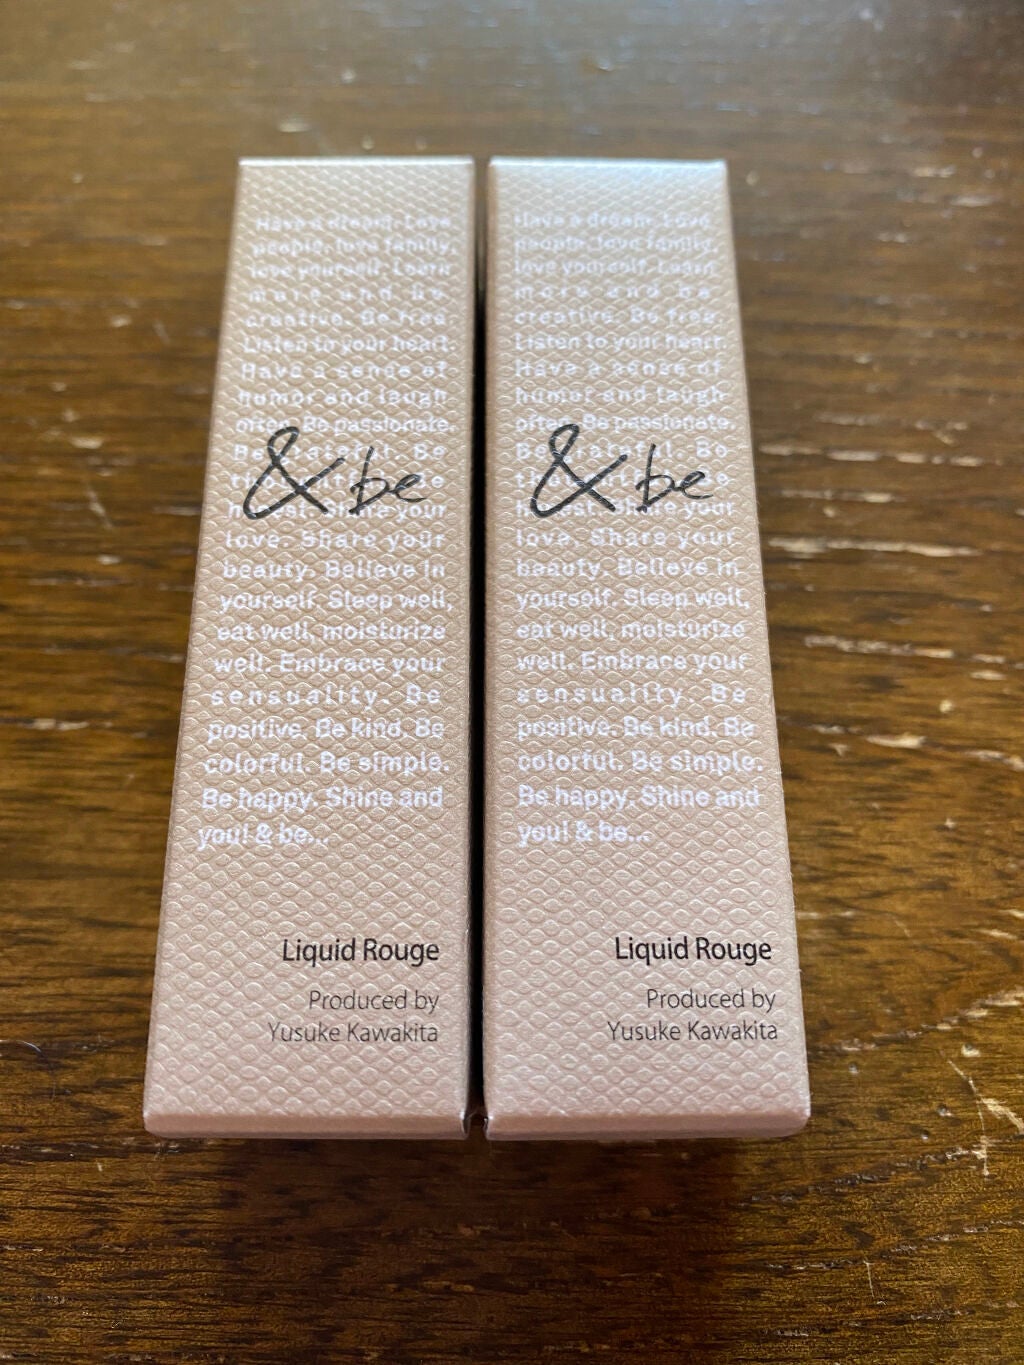 Have a dream. Love
people, love family,
love yourself. Learn
more and be
creative. Be free
Listen to your heart.
Have a sense of
humor and laugh
often. Be passionate.
Be Be
your
love. Share your
beauty. Believe in
yourself. Sleep well,
eat well, moisturize
well. Embrace your
sensuality. Be
positive. Be kind. Be
colorful. Be simple.
Be happy. Shine and
you! & be...
&be
Liquid Rouge
Produced by
Yusuke Kawakita
Have a dream. Love
people, love family,
love yourself. Learn
more and be
creative. Be free
Listen to your heart.
Have a sense of
humor and laugh
often. Be passionate.
Be Be
your
love. Share your
beauty. Believe in
yourself. Sleep well,
eat well, moisturize
well. Embrace your
sensuality. Be
positive. Be kind. Be
colorful. Be simple.
Be happy. Shine and
you! & be...
&be
Liquid Rouge
Produced by
Yusuke Kawakita